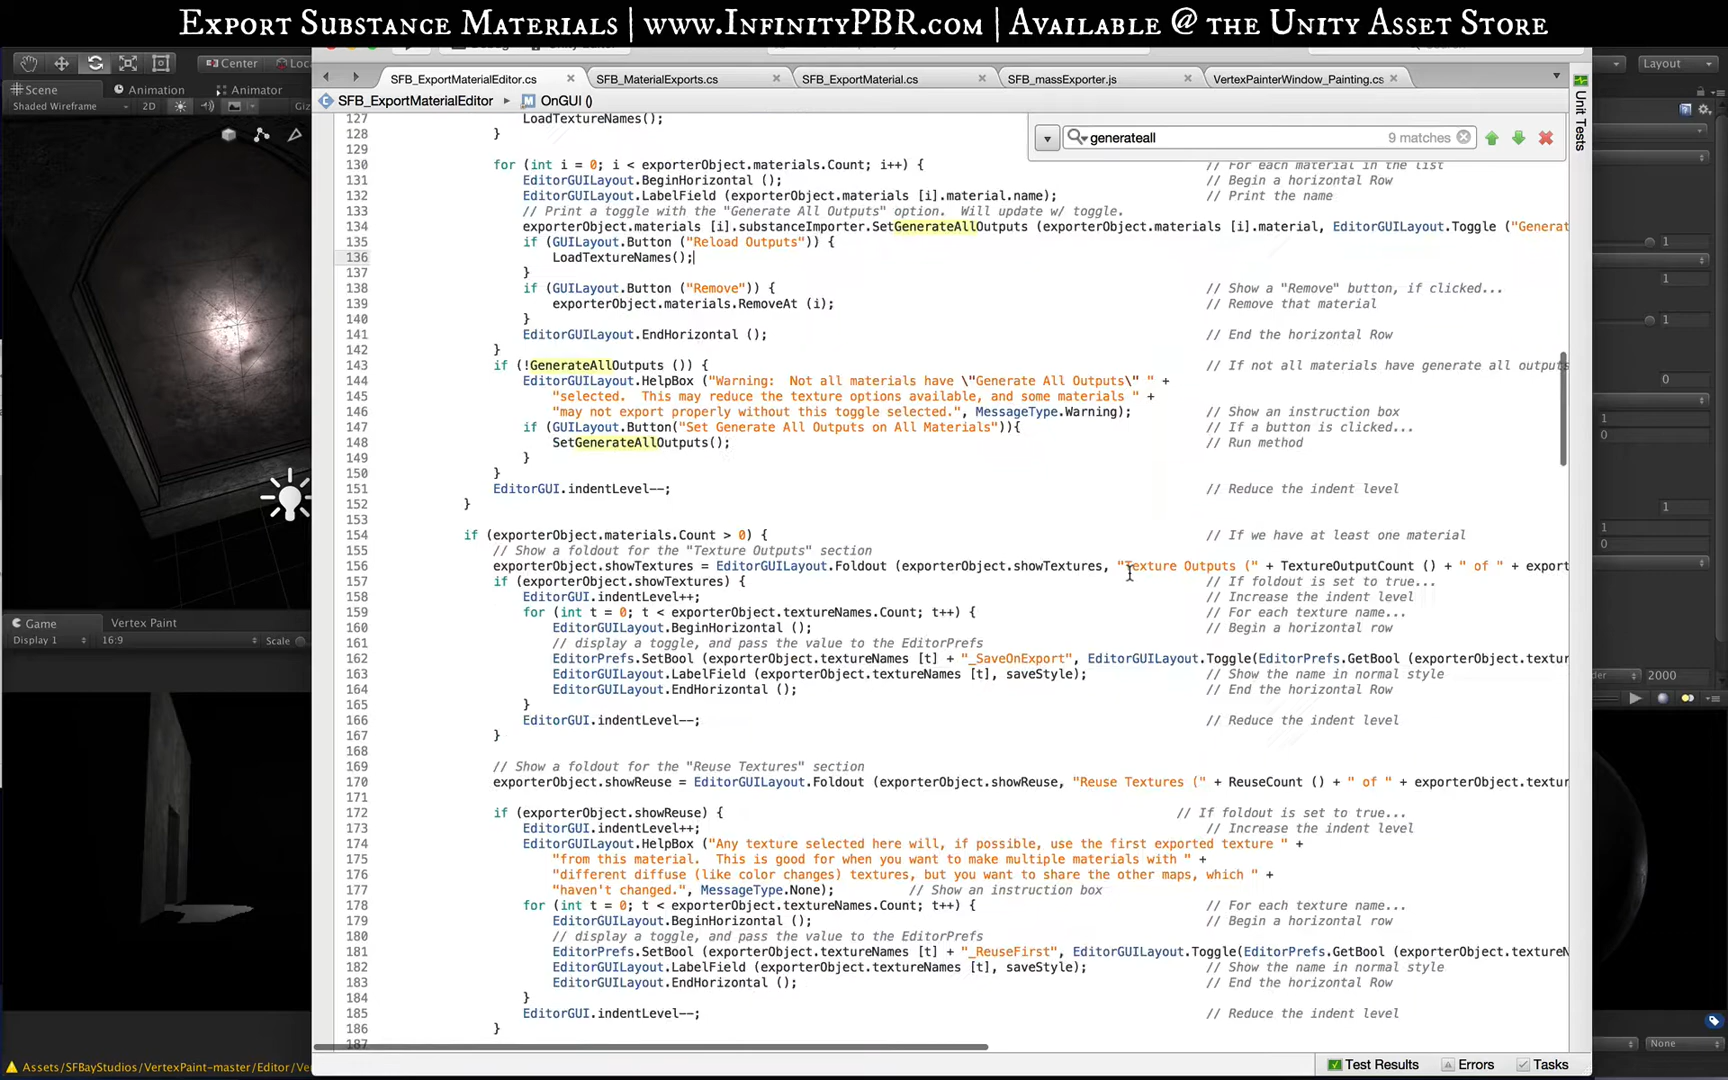 Export Substance Materials | www.InfinityPBR.com | Available @ the Unity Asset Store
Center
Layout
SFB_ExportMaterialEditor.cs
SFB_MaterialExports.cs
SFB_ExportMaterial.cs
SFB_massExporter.js
VertexPainterWindow_Painting.cs
Scene
Animation
Animator
Shaded Wireframe
2D
SFB_ExportMaterialEditor
OnGUI ()
Unit Tests
generateall
9 matches
127 LoadTextureNames();
128 }
129
130 for (int i = 0; i < exporterObject.materials.Count; i++) { // For each material in the list
131 EditorGUILayout.BeginHorizontal (); // Begin a horizontal Row
132 EditorGUILayout.LabelField (exporterObject.materials [i].material.name); // Print the name
133 // Print a toggle with the "Generate All Outputs" option.  Will update w/ toggle.
134 exporterObject.materials [i].substanceImporter.SetGenerateAllOutputs (exporterObject.materials [i].material, EditorGUILayout.Toggle ("Generat
135 if (GUILayout.Button ("Reload Outputs")) {
136 LoadTextureNames();
137 }
138 if (GUILayout.Button ("Remove")) { // Show a "Remove" button, if clicked...
139 exporterObject.materials.RemoveAt (i); // Remove that material
140 }
141 EditorGUILayout.EndHorizontal (); // End the horizontal Row
142 }
143 if (!GenerateAllOutputs ()) { // If not all materials have generate all outputs
144 EditorGUILayout.HelpBox ("Warning:  Not all materials have \"Generate All Outputs\" " +
145 "selected.  This may reduce the texture options available, and some materials " +
146 "may not export properly without this toggle selected.", MessageType.Warning); // Show an instruction box
147 if (GUILayout.Button("Set Generate All Outputs on All Materials")){ // If a button is clicked...
148 SetGenerateAllOutputs(); // Run method
149 }
150 }
151 EditorGUI.indentLevel--; // Reduce the indent level
152 }
153
154 if (exporterObject.materials.Count > 0) { // If we have at least one material
155 // Show a foldout for the "Texture Outputs" section
156 exporterObject.showTextures = EditorGUILayout.Foldout (exporterObject.showTextures, "Texture Outputs (" + TextureOutputCount () + " of " + export
157 if (exporterObject.showTextures) { // If foldout is set to true...
158 EditorGUI.indentLevel++; // Increase the indent level
159 for (int t = 0; t < exporterObject.textureNames.Count; t++) { // For each texture name...
160 EditorGUILayout.BeginHorizontal (); // Begin a horizontal row
161 // display a toggle, and pass the value to the EditorPrefs
162 EditorPrefs.SetBool (exporterObject.textureNames [t] + "_SaveOnExport", EditorGUILayout.Toggle(EditorPrefs.GetBool (exporterObject.textur
163 EditorGUILayout.LabelField (exporterObject.textureNames [t], saveStyle); // Show the name in normal style
164 EditorGUILayout.EndHorizontal (); // End the horizontal Row
165 }
166 EditorGUI.indentLevel--; // Reduce the indent level
167 }
168
169 // Show a foldout for the "Reuse Textures" section
170 exporterObject.showReuse = EditorGUILayout.Foldout (exporterObject.showReuse, "Reuse Textures (" + ReuseCount () + " of " + exporterObject.textur
171
172 if (exporterObject.showReuse) { // If foldout is set to true...
173 EditorGUI.indentLevel++; // Increase the indent level
174 EditorGUILayout.HelpBox ("Any texture selected here will, if possible, use the first exported texture " +
175 "from this material.  This is good for when you want to make multiple materials with " +
176 "different diffuse (like color changes) textures, but you want to share the other maps, which " +
177 "haven't changed.", MessageType.None); // Show an instruction box
178 for (int t = 0; t < exporterObject.textureNames.Count; t++) { // For each texture name...
179 EditorGUILayout.BeginHorizontal (); // Begin a horizontal row
180 // display a toggle, and pass the value to the EditorPrefs
181 EditorPrefs.SetBool (exporterObject.textureNames [t] + "_ReuseFirst", EditorGUILayout.Toggle(EditorPrefs.GetBool (exporterObject.textureN
182 EditorGUILayout.LabelField (exporterObject.textureNames [t], saveStyle); // Show the name in normal style
183 EditorGUILayout.EndHorizontal (); // End the horizontal Row
184 }
185 EditorGUI.indentLevel--; // Reduce the indent level
186 }
187
Game
Vertex Paint
Display 1
16:9
Scale
1
1
1
0
1
0
1
1
0
2000
None
Assets/SFBayStudios/VertexPaint-master/Editor/Ve
Test Results
Errors
Tasks